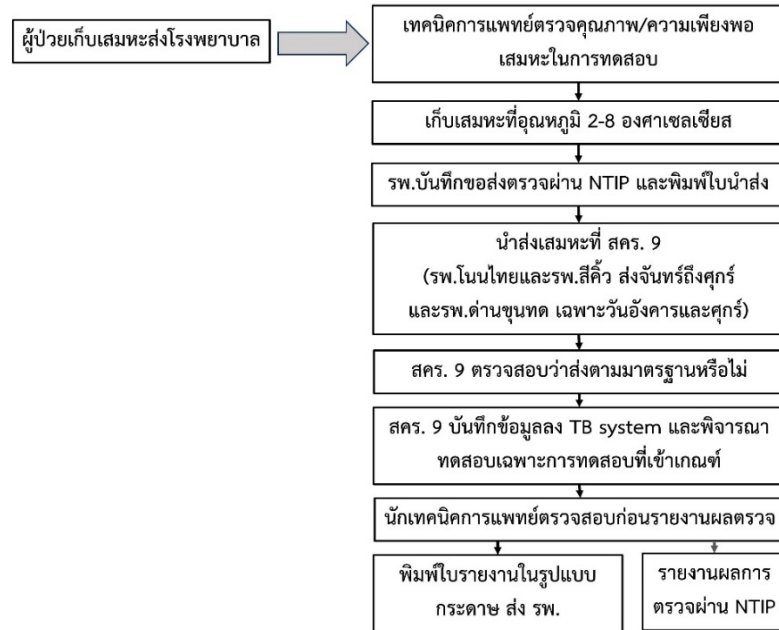 ผู้ป่วยเก็บเสมหะส่งโรงพยาบาล
เทคนิคการแพทย์ตรวจคุณภาพ/ความเพียงพอ
เสมหะในการทดสอบ
เก็บเสมหะที่อุณหภูมิ 2-8 องศาเซลเซียส
รพ.บันทึกขอส่งตรวจผ่าน NTIP และพิมพ์ใบนำส่ง
นำส่งเสมหะที่ สคร. 9
(รพ.โนนไทยและรพ.สีคิ้ว ส่งจันทร์ถึงศุกร์
และรพ.ด่านขุนทด เฉพาะวันอังคารและศุกร์)
สคร. 9 ตรวจสอบว่าส่งตามมาตรฐานหรือไม่
สคร. 9 บันทึกข้อมูลลง TB system และพิจารณา
ทดสอบเฉพาะการทดสอบที่เข้าเกณฑ์
นักเทคนิคการแพทย์ตรวจสอบก่อนรายงานผลตรวจ
พิมพ์ใบรายงานในรูปแบบ
กระดาษ ส่ง รพ.
รายงานผลการ
ตรวจผ่าน NTIP